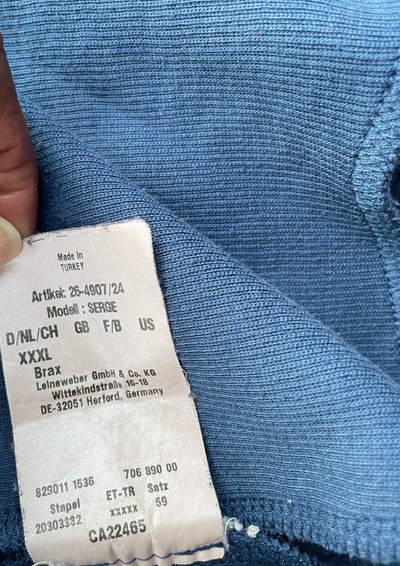 Made in
TURKEY
Artikel: 26-4907/24
Modell : SERGE
D/NL/CH GB F/B US
XXXL
Brax
Leineweber GmbH & Co. KG
Wittekindstraße 16-18
DE-32051 Herford, Germany
829011 1536 706 890 00
Stapel ET-TR Satz
20303332 xxxxx 59
CA22465